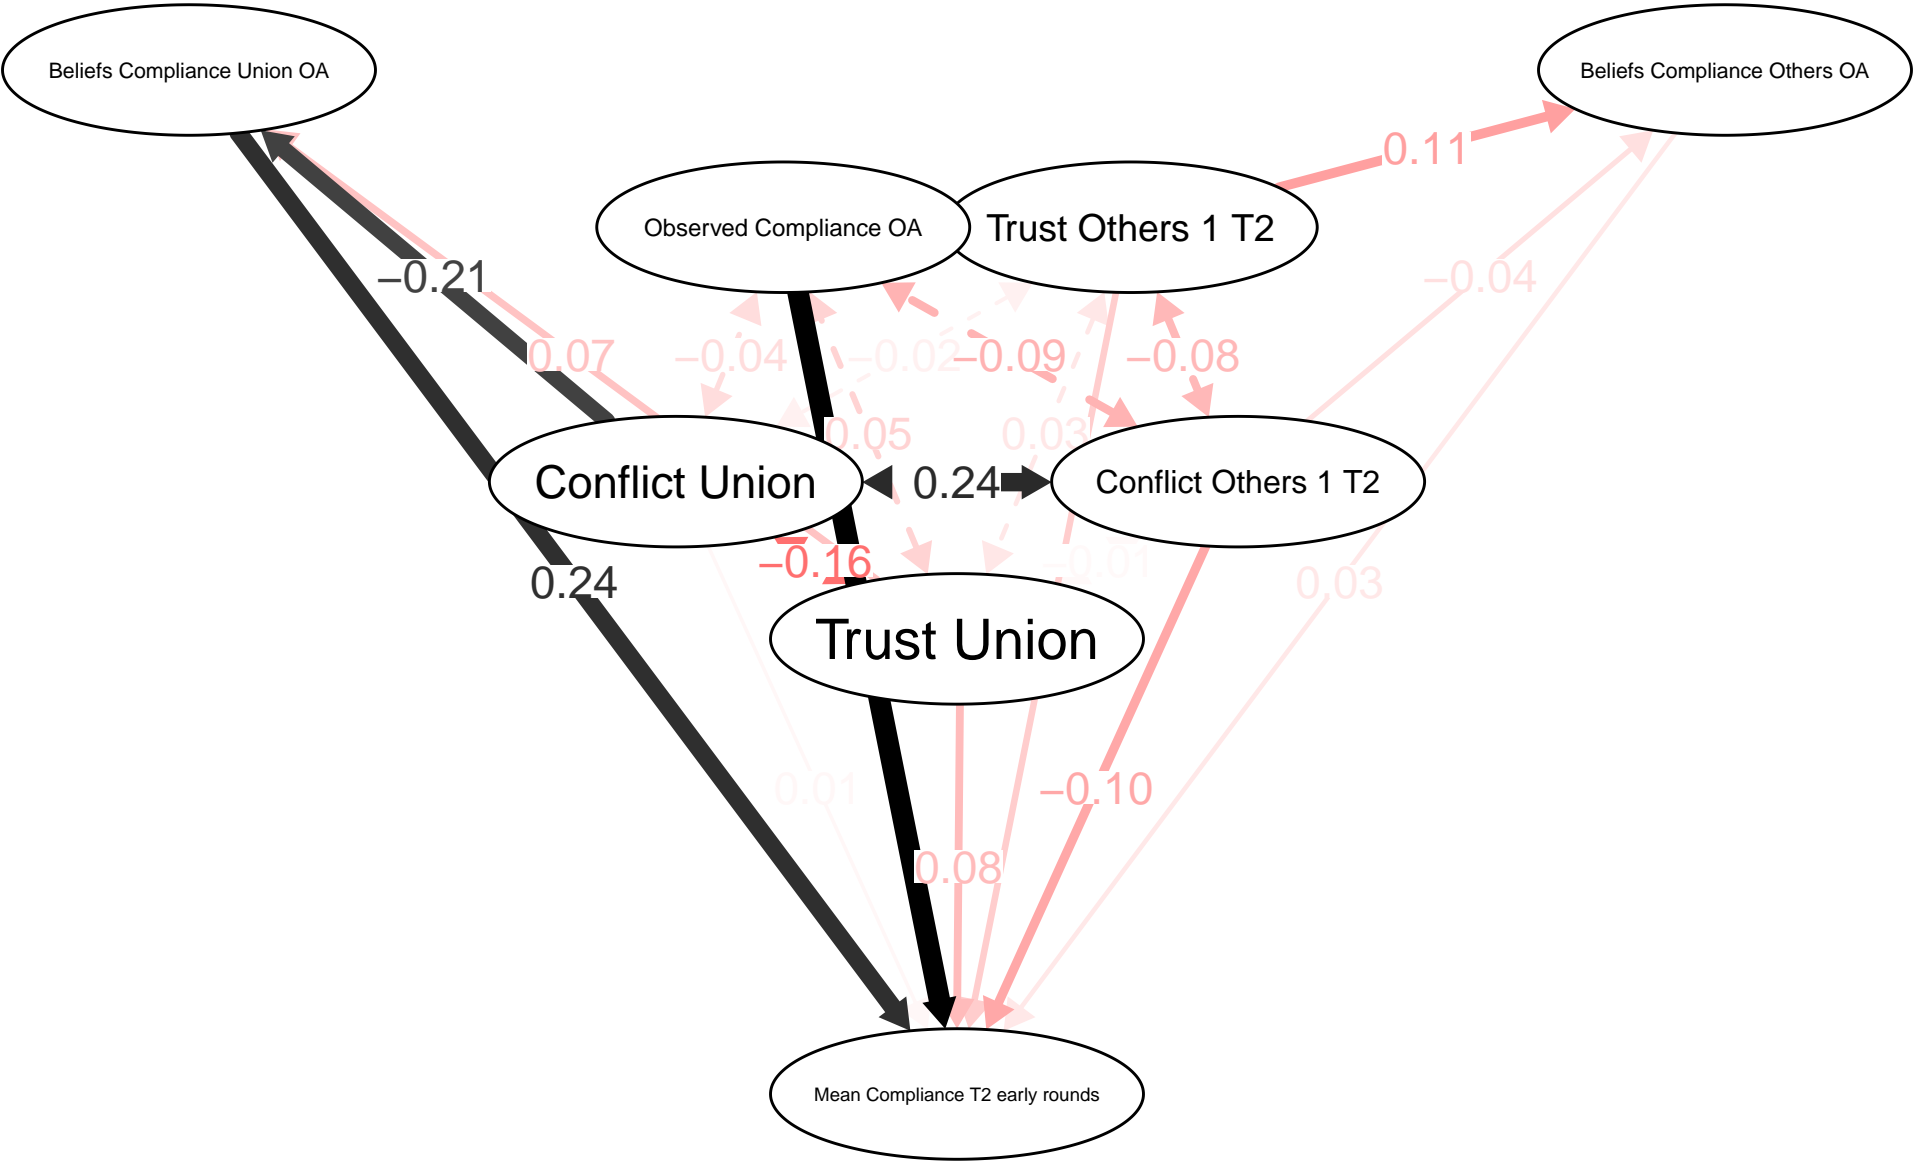 Beliefs Compliance Union OA
Beliefs Compliance Others OA
0.11
Observed Compliance OA
Trust Others 1 T2
−0.21
−0.04
0.07
−0.04
−0.02
−0.09
−0.08
0.05
0.03
Conflict Union
0.24
Conflict Others 1 T2
−0.16
−0.01
0.24
0.03
Trust Union
0.01
−0.10
0.08
Mean Compliance T2 early rounds